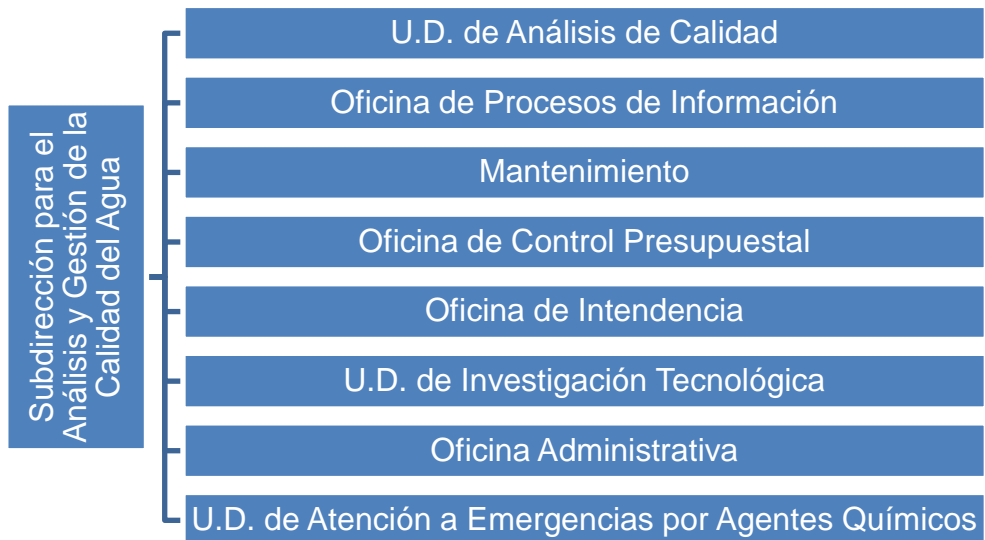 Subdirección para el
Análisis y Gestión de la
Calidad del Agua
U.D. de Análisis de Calidad
Oficina de Procesos de Información
Mantenimiento
Oficina de Control Presupuestal
Oficina de Intendencia
U.D. de Investigación Tecnológica
Oficina Administrativa
U.D. de Atención a Emergencias por Agentes Químicos